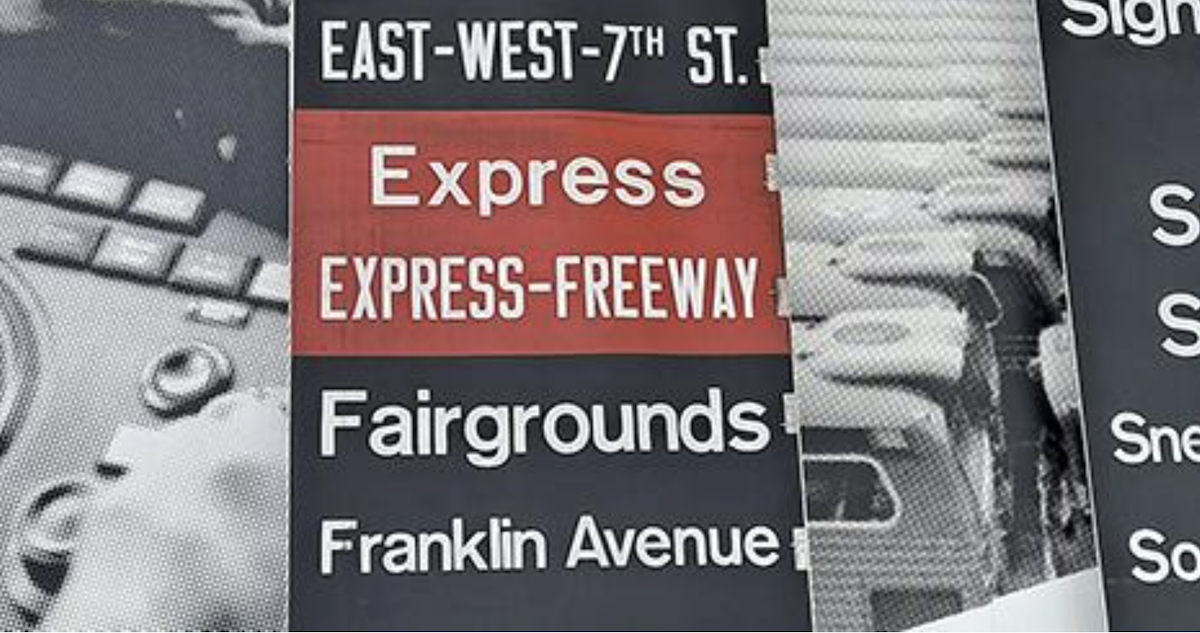 EAST-WEST-7TH ST.
Express
EXPRESS-FREEWAY
Fairgrounds
Franklin Avenue